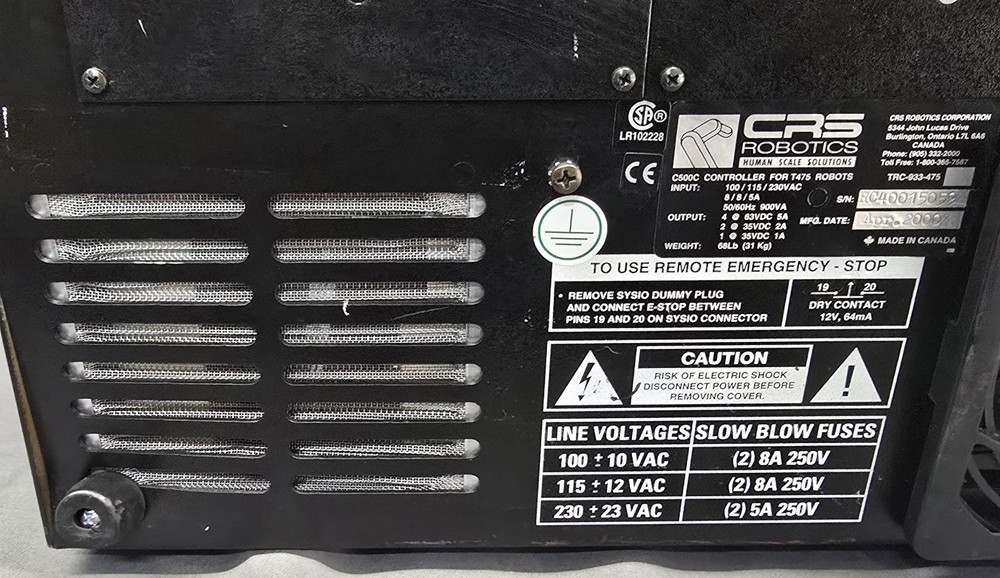 SA®
LR102228
CE
CRS
ROBOTICS
HUMAN SCALE SOLUTIONS
CRS ROBOTICS CORPORATION
5344 John Lucas Drive
Burlington, Ontario L7L 6A6
CANADA
Phone: (905) 332-2000
Toll Free: 1-800-365-7587
C500C CONTROLLER FOR T475 ROBOTS
TRC-933-475
INPUT: 100 / 115 / 230VAC
8 / 8 / 5A
50/60Hz 900VA
S/N:
OUTPUT: 4 @ 63VDC 5A
2 @ 35VDC 2A
1 @ 35VDC 1A
MFG. DATE: Apr. 2000
WEIGHT: 68Lb (31 Kg)
MADE IN CANADA
TO USE REMOTE EMERGENCY - STOP
• REMOVE SYSIO DUMMY PLUG
AND CONNECT E-STOP BETWEEN
PINS 19 AND 20 ON SYSIO CONNECTOR
19 20
DRY CONTACT
12V, 64mA
CAUTION
RISK OF ELECTRIC SHOCK
DISCONNECT POWER BEFORE
REMOVING COVER.
!
LINE VOLTAGES SLOW BLOW FUSES
100 ± 10 VAC (2) 8A 250V
115 ± 12 VAC (2) 8A 250V
230 ± 23 VAC (2) 5A 250V